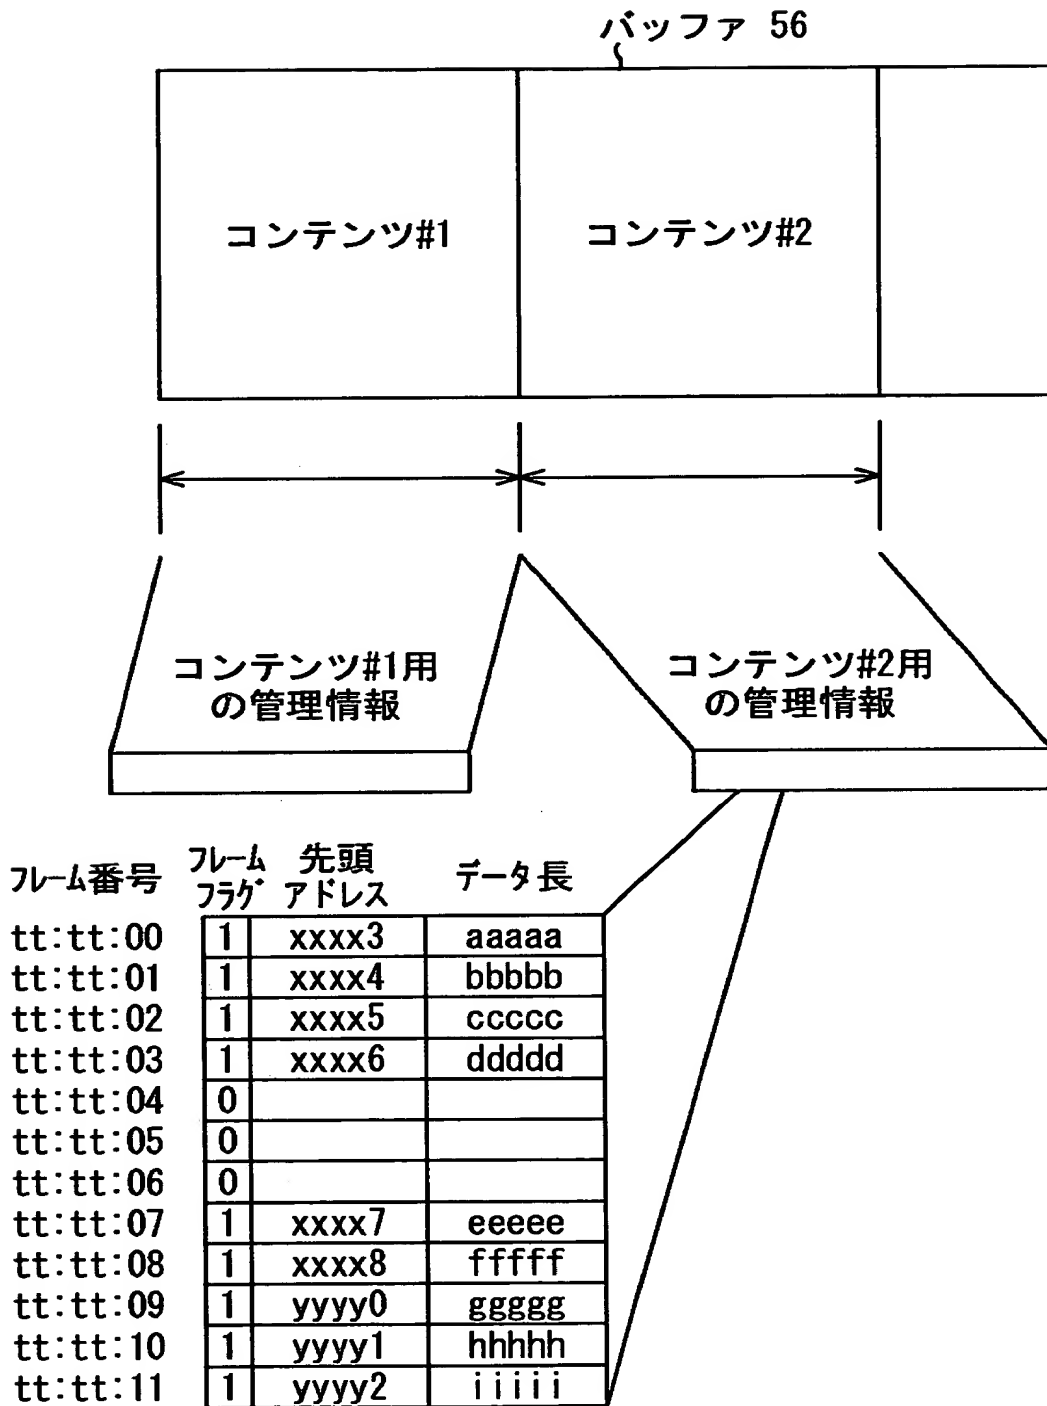 バッファ 56
コンテンツ#1
コンテンツ#2
コンテンツ#1用
の管理情報
コンテンツ#2用
の管理情報
フレーム番号 フレームフラグ 先頭アドレス データ長
tt:tt:00 1 xxxx3 aaaaa
tt:tt:01 1 xxxx4 bbbbb
tt:tt:02 1 xxxx5 ccccc
tt:tt:03 1 xxxx6 ddddd
tt:tt:04 0
tt:tt:05 0
tt:tt:06 0
tt:tt:07 1 xxxx7 eeeee
tt:tt:08 1 xxxx8 fffff
tt:tt:09 1 yyyy0 ggggg
tt:tt:10 1 yyyy1 hhhhh
tt:tt:11 1 yyyy2 iiiii